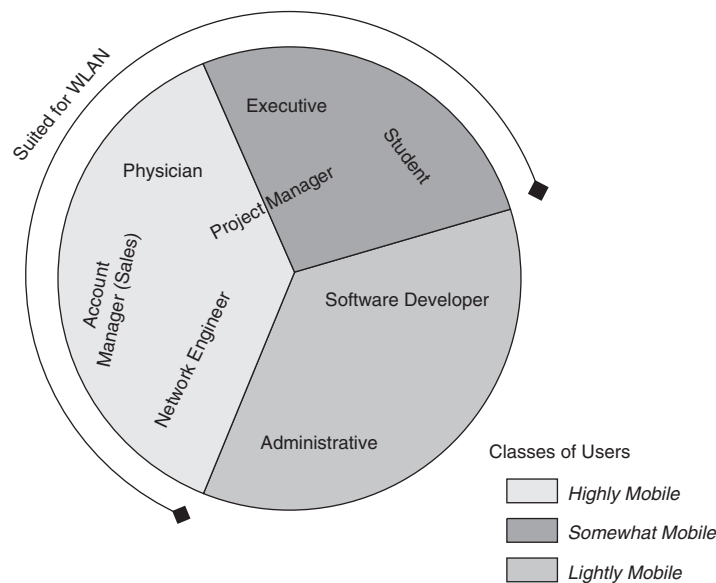 Suited for WLAN
Executive
Student
Physician
Project Manager
Account
Manager (Sales)
Network Engineer
Software Developer
Administrative
Classes of Users
Highly Mobile
Somewhat Mobile
Lightly Mobile